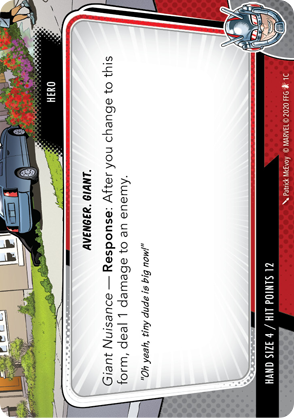 HERO
AVENGER. GIANT.
Giant Nuisance — Response: After you change to this
form, deal 1 damage to an enemy.
"Oh yeah, tiny dude is big now!"
HAND SIZE 4 / HIT POINTS 12
Patrick McEvoy © MARVEL © 2020 FFG 1C